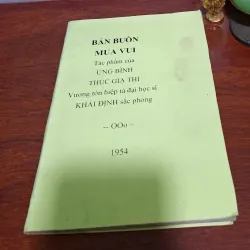 BÁN BUỒN
MUA VUI
Tác phẩm của
ƯNG BÌNH
THÚC GIẠ THỊ
Vương tôn hiệp tá đại học sĩ
KHẢI ĐỊNH sắc phong
-- OOo --
1954